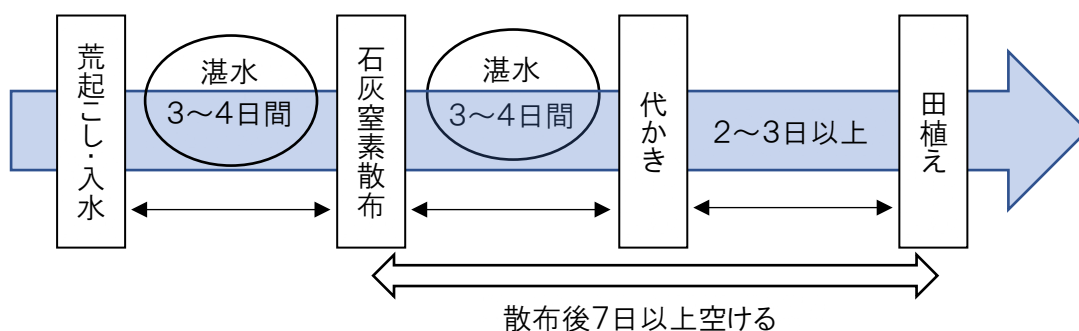 荒起こし・入水
湛水
3～4日間
石灰窒素散布
湛水
3～4日間
代かき
2～3日以上
田植え
散布後7日以上空ける